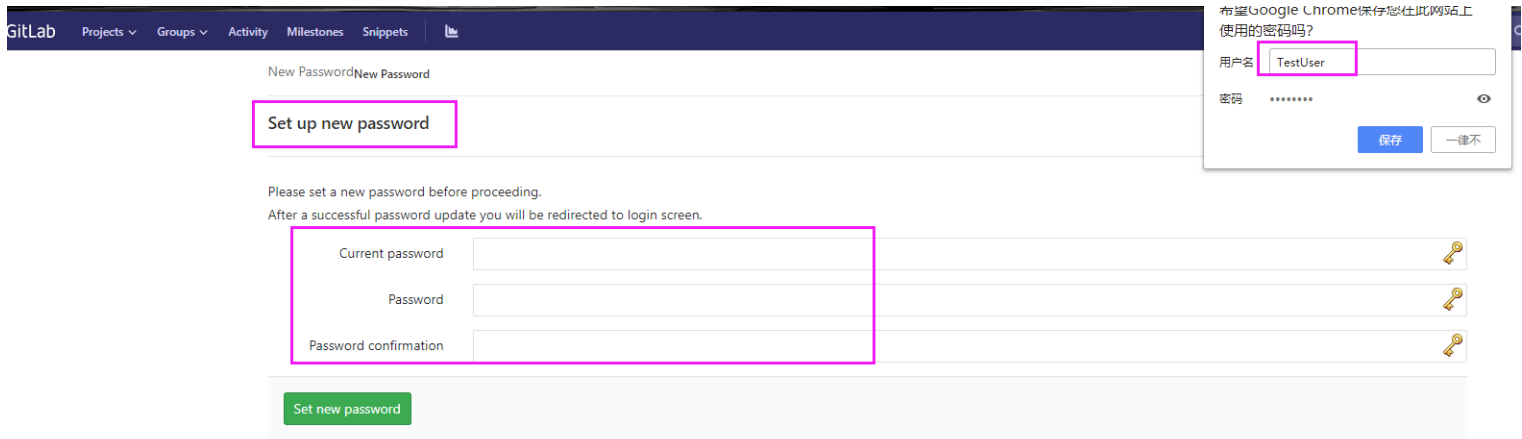 GitLab Projects Groups Activity Milestones Snippets
希望Google Chrome保存您在此网站上
使用的密码吗?
用户名 TestUser
密码 ••••••••
保存 一律不
New Password New Password
Set up new password
Please set a new password before proceeding.
After a successful password update you will be redirected to login screen.
Current password
Password
Password confirmation
Set new password